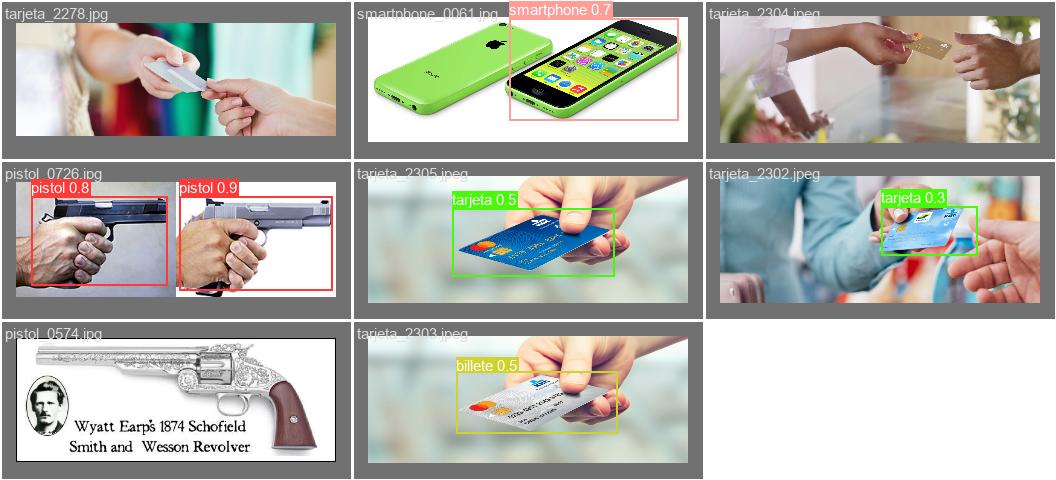 tarjeta_2278.jpg
smartphone_0061.jpg
smartphone 0.7
tarjeta_2304.jpeg
pistol_0726.jpg
pistol 0.8
pistol 0.9
tarjeta_2305.jpeg
tarjeta 0.5
tarjeta_2302.jpeg
tarjeta 0.3
pistol_0574.jpg
Wyatt Earp's 1874 Schofield
Smith and Wesson Revolver
tarjeta_2303.jpeg
billete 0.5